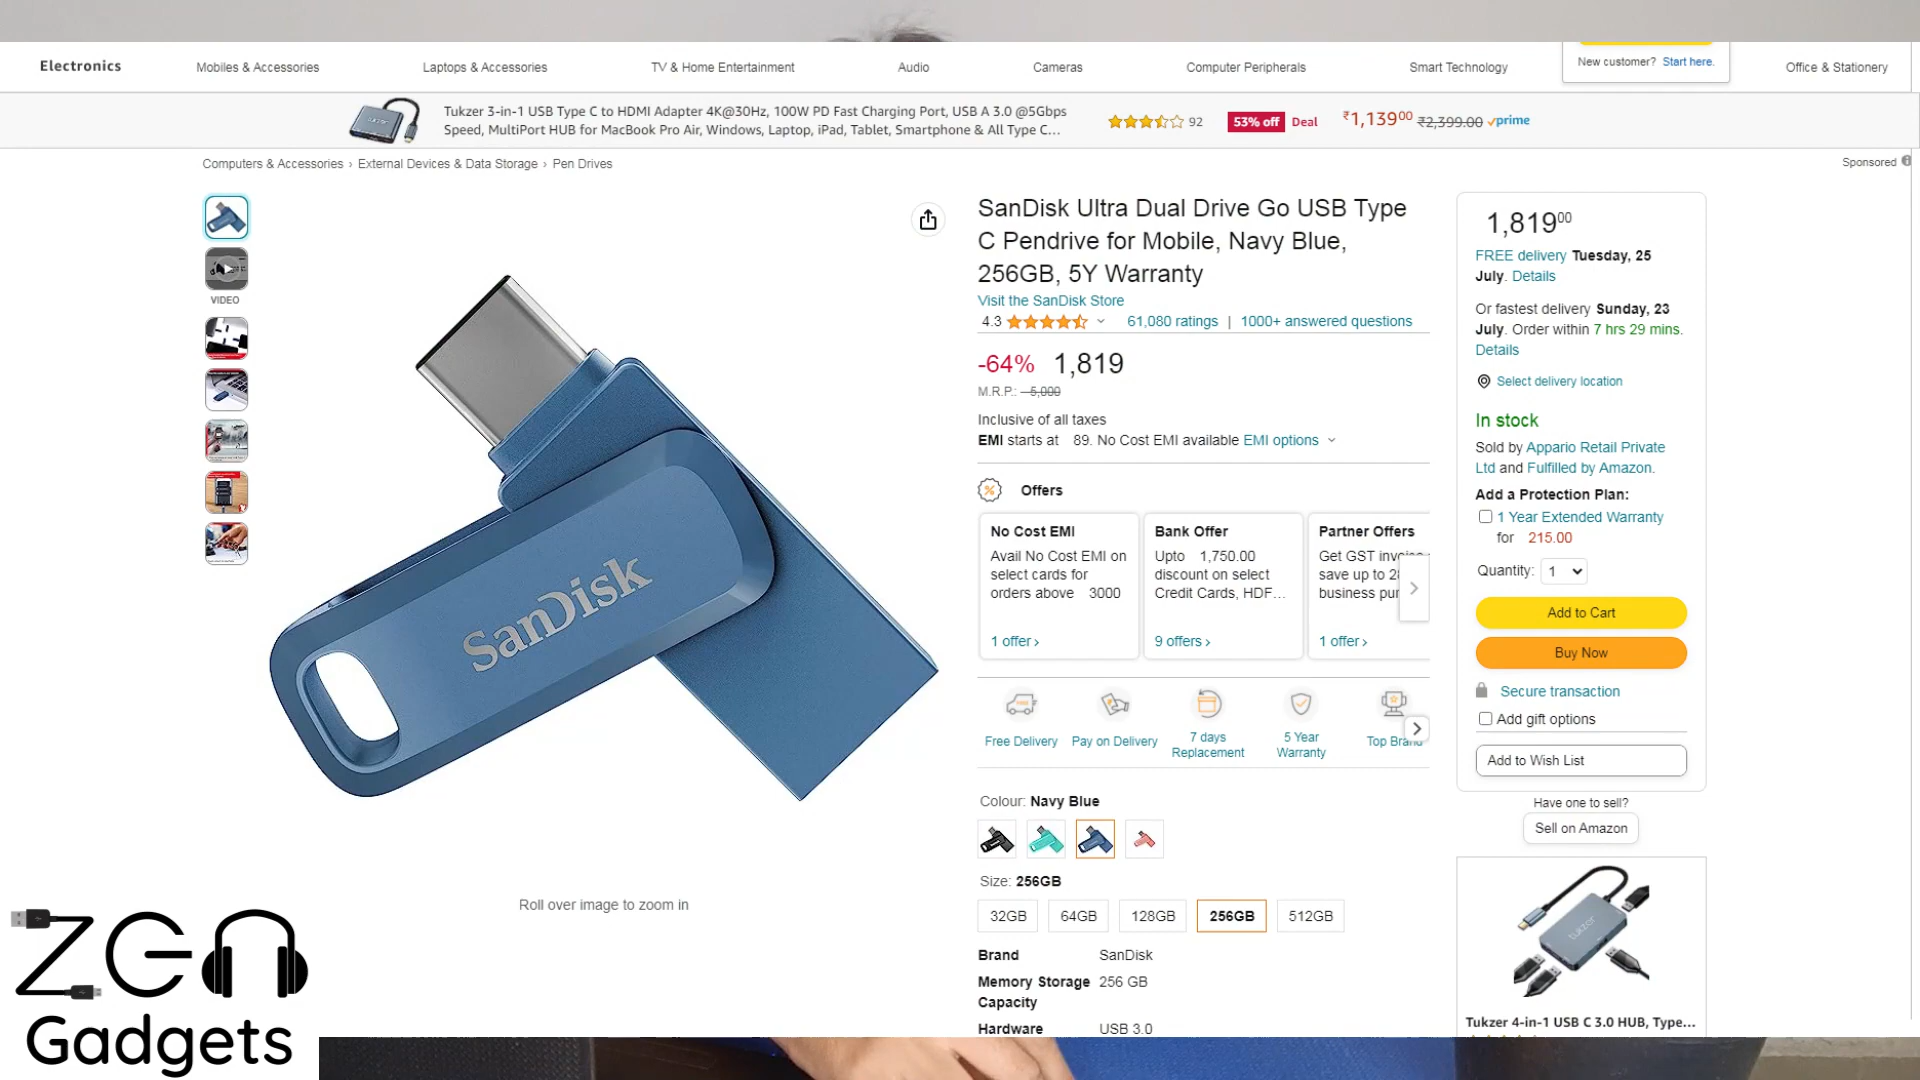 Electronics
Mobiles & Accessories
Laptops & Accessories
TV & Home Entertainment
Audio
Cameras
Computer Peripherals
Smart Technology
New customer? Start here.
Office & Stationery
Tukzer 3-in-1 USB Type C to HDMI Adapter 4K@30Hz, 100W PD Fast Charging Port, USB A 3.0 @5Gbps
Speed, MultiPort HUB for MacBook Pro Air, Windows, Laptop, iPad, Tablet, Smartphone & All Type C...
92
53% off Deal
₹1,13900 ₹2,399.00 prime
Computers & Accessories › External Devices & Data Storage › Pen Drives
Sponsored
VIDEO
SanDisk
Roll over image to zoom in
SanDisk Ultra Dual Drive Go USB Type
C Pendrive for Mobile, Navy Blue,
256GB, 5Y Warranty
Visit the SanDisk Store
4.3
61,080 ratings | 1000+ answered questions
-64% 1,819
M.R.P.: 5,000
Inclusive of all taxes
EMI starts at 89. No Cost EMI available EMI options
Offers
No Cost EMI
Avail No Cost EMI on
select cards for
orders above 3000
1 offer ›
Bank Offer
Upto 1,750.00
discount on select
Credit Cards, HDF...
9 offers ›
Partner Offers
Get GST
save up to
business
1 offer ›
Free Delivery
Pay on Delivery
7 days
Replacement
5 Year
Warranty
Top Brand
Colour: Navy Blue
Size: 256GB
32GB
64GB
128GB
256GB
512GB
Brand SanDisk
Memory Storage 256 GB
Capacity
Hardware USB 3.0
1,81900
FREE delivery Tuesday, 25
July. Details
Or fastest delivery Sunday, 23
July. Order within 7 hrs 29 mins.
Details
Select delivery location
In stock
Sold by Appario Retail Private
Ltd and Fulfilled by Amazon.
Add a Protection Plan:
1 Year Extended Warranty
for 215.00
Quantity: 1
Add to Cart
Buy Now
Secure transaction
Add gift options
Add to Wish List
Have one to sell?
Sell on Amazon
tukzer
Tukzer 4-in-1 USB C 3.0 HUB, Type...
ZGN
Gadgets